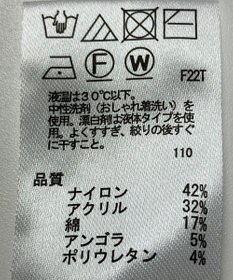 F W
F22T
液温は30℃以下。
中性洗剤(おしゃれ着洗い)を
使用。漂白剤は液体タイプを使
用。よくすすぎ、絞りの後すぐ
に干すこと。
110
品質
ナイロン 42%
アクリル 32%
綿 17%
アンゴラ 5%
ポリウレタン 4%